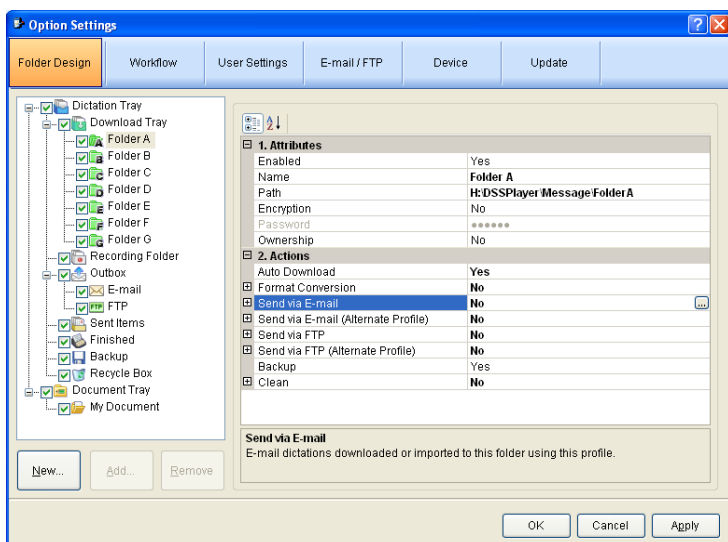 Option Settings
Folder Design Workflow User Settings E-mail / FTP Device Update
Dictation Tray
Download Tray
Folder A
Folder B
Folder C
Folder D
Folder E
Folder F
Folder G
Recording Folder
Outbox
E-mail
FTP
Sent Items
Finished
Backup
Recycle Box
Document Tray
My Document
New... Add... Remove
1. Attributes
Enabled Yes
Name Folder A
Path H:\DSSPlayer\Message\FolderA
Encryption No
Password ●●●●●●
Ownership No
2. Actions
Auto Download Yes
Format Conversion No
Send via E-mail No ...
Send via E-mail (Alternate Profile) No
Send via FTP No
Send via FTP (Alternate Profile) No
Backup Yes
Clean No
Send via E-mail
E-mail dictations downloaded or imported to this folder using this profile.
OK Cancel Apply